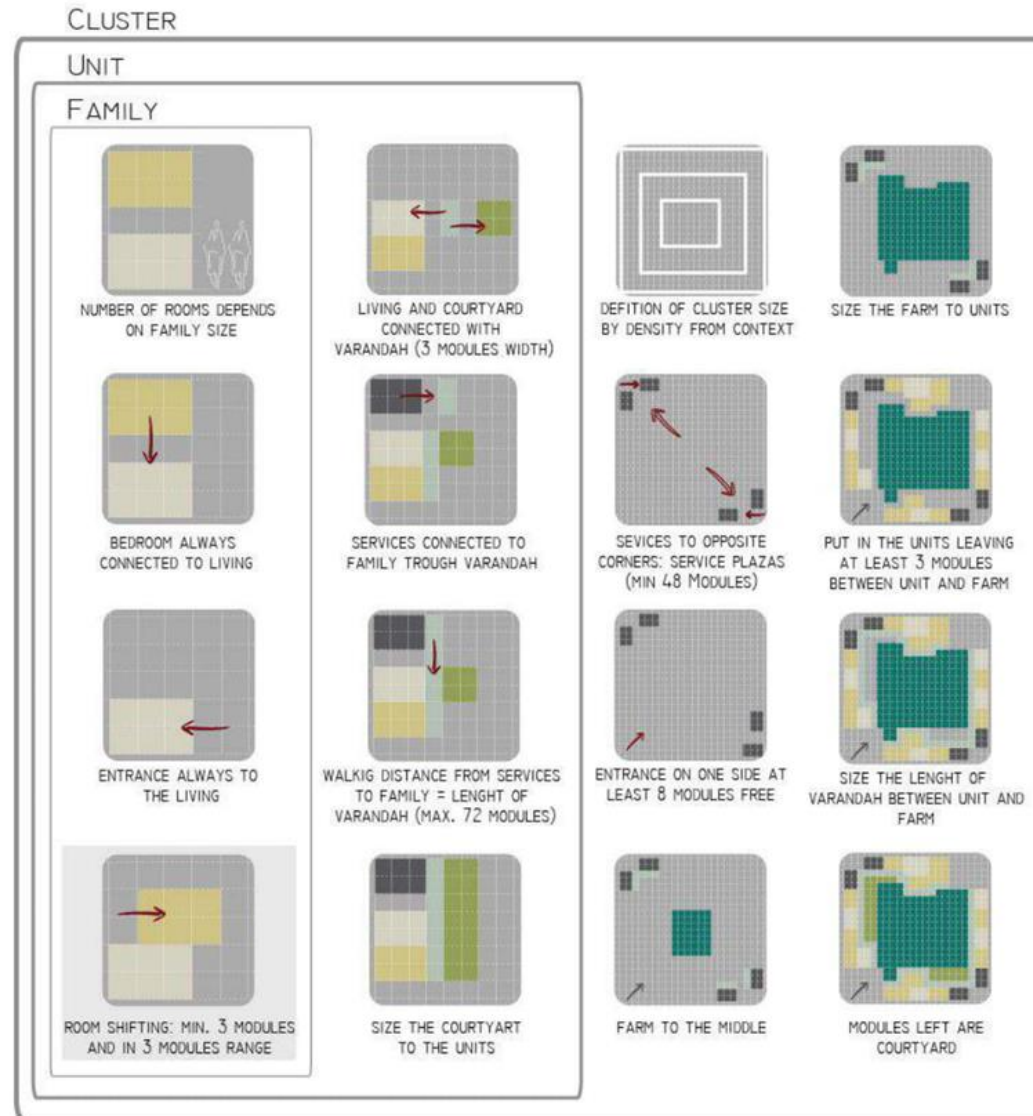 CLUSTER
UNIT
FAMILY
NUMBER OF ROOMS DEPENDS
ON FAMILY SIZE
BEDROOM ALWAYS
CONNECTED TO LIVING
ENTRANCE ALWAYS TO
THE LIVING
ROOM SHIFTING: MIN. 3 MODULES
AND IN 3 MODULES RANGE
LIVING AND COURTYARD
CONNECTED WITH
VARANDAH (3 MODULES WIDTH)
SERVICES CONNECTED TO
FAMILY TROUGH VARANDAH
WALKIG DISTANCE FROM SERVICES
TO FAMILY = LENGHT OF
VARANDAH (MAX. 72 MODULES)
SIZE THE COURTYART
TO THE UNITS
DEFITION OF CLUSTER SIZE
BY DENSITY FROM CONTEXT
SEVICES TO OPPOSITE
CORNERS: SERVICE PLAZAS
(MIN 48 MODULES)
ENTRANCE ON ONE SIDE AT
LEAST 8 MODULES FREE
FARM TO THE MIDDLE
SIZE THE FARM TO UNITS
PUT IN THE UNITS LEAVING
AT LEAST 3 MODULES
BETWEEN UNIT AND FARM
SIZE THE LENGHT OF
VARANDAH BETWEEN UNIT AND
FARM
MODULES LEFT ARE
COURTYARD